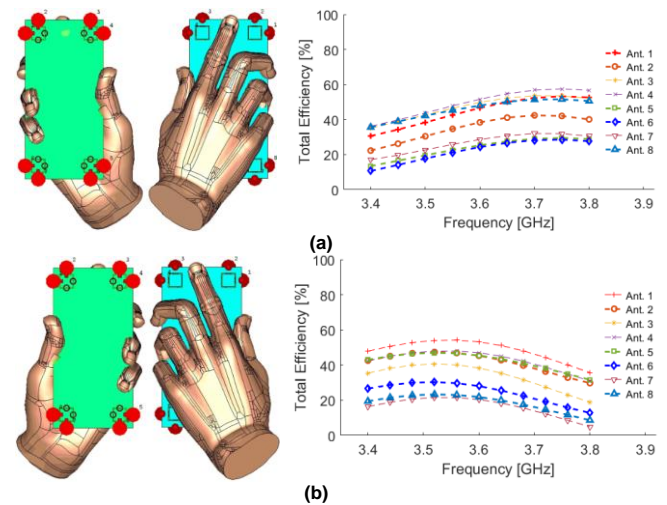 100
80
60
40
20
0
Total Efficiency [%]
Ant. 1
Ant. 2
Ant. 3
Ant. 4
Ant. 5
Ant. 6
Ant. 7
Ant. 8
3.4 3.5 3.6 3.7 3.8 3.9
Frequency [GHz]
(a)
100
80
60
40
20
0
Total Efficiency [%]
Ant. 1
Ant. 2
Ant. 3
Ant. 4
Ant. 5
Ant. 6
Ant. 7
Ant. 8
3.4 3.5 3.6 3.7 3.8 3.9
Frequency [GHz]
(b)